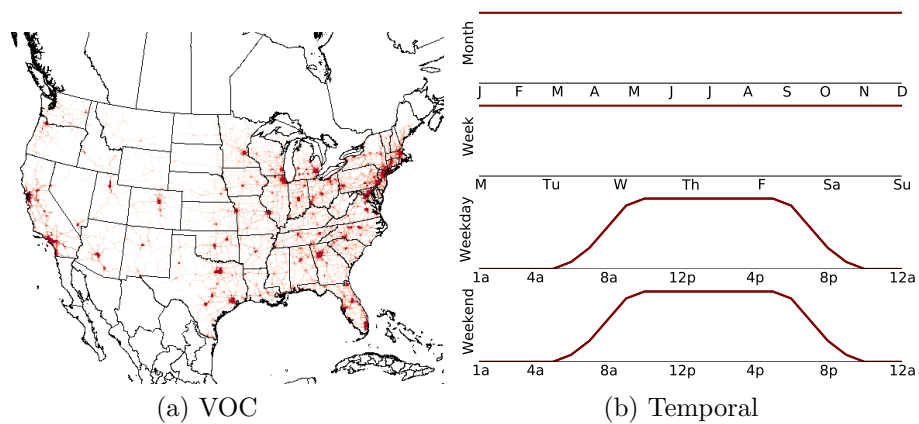 Month
J F M A M J J A S O N D
Week
M Tu W Th F Sa Su
Weekday
1a 4a 8a 12p 4p 8p 12a
Weekend
1a 4a 8a 12p 4p 8p 12a
(a) VOC
(b) Temporal